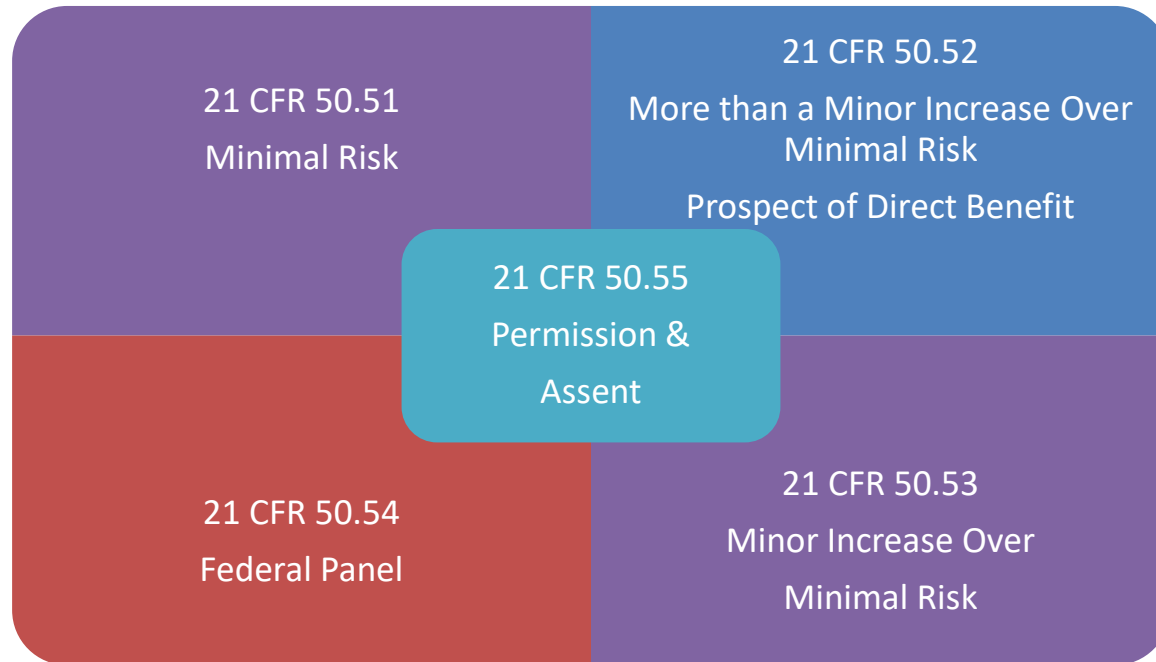 21 CFR 50.51
Minimal Risk
21 CFR 50.52
More than a Minor Increase Over
Minimal Risk
Prospect of Direct Benefit
21 CFR 50.55
Permission &
Assent
21 CFR 50.54
Federal Panel
21 CFR 50.53
Minor Increase Over
Minimal Risk